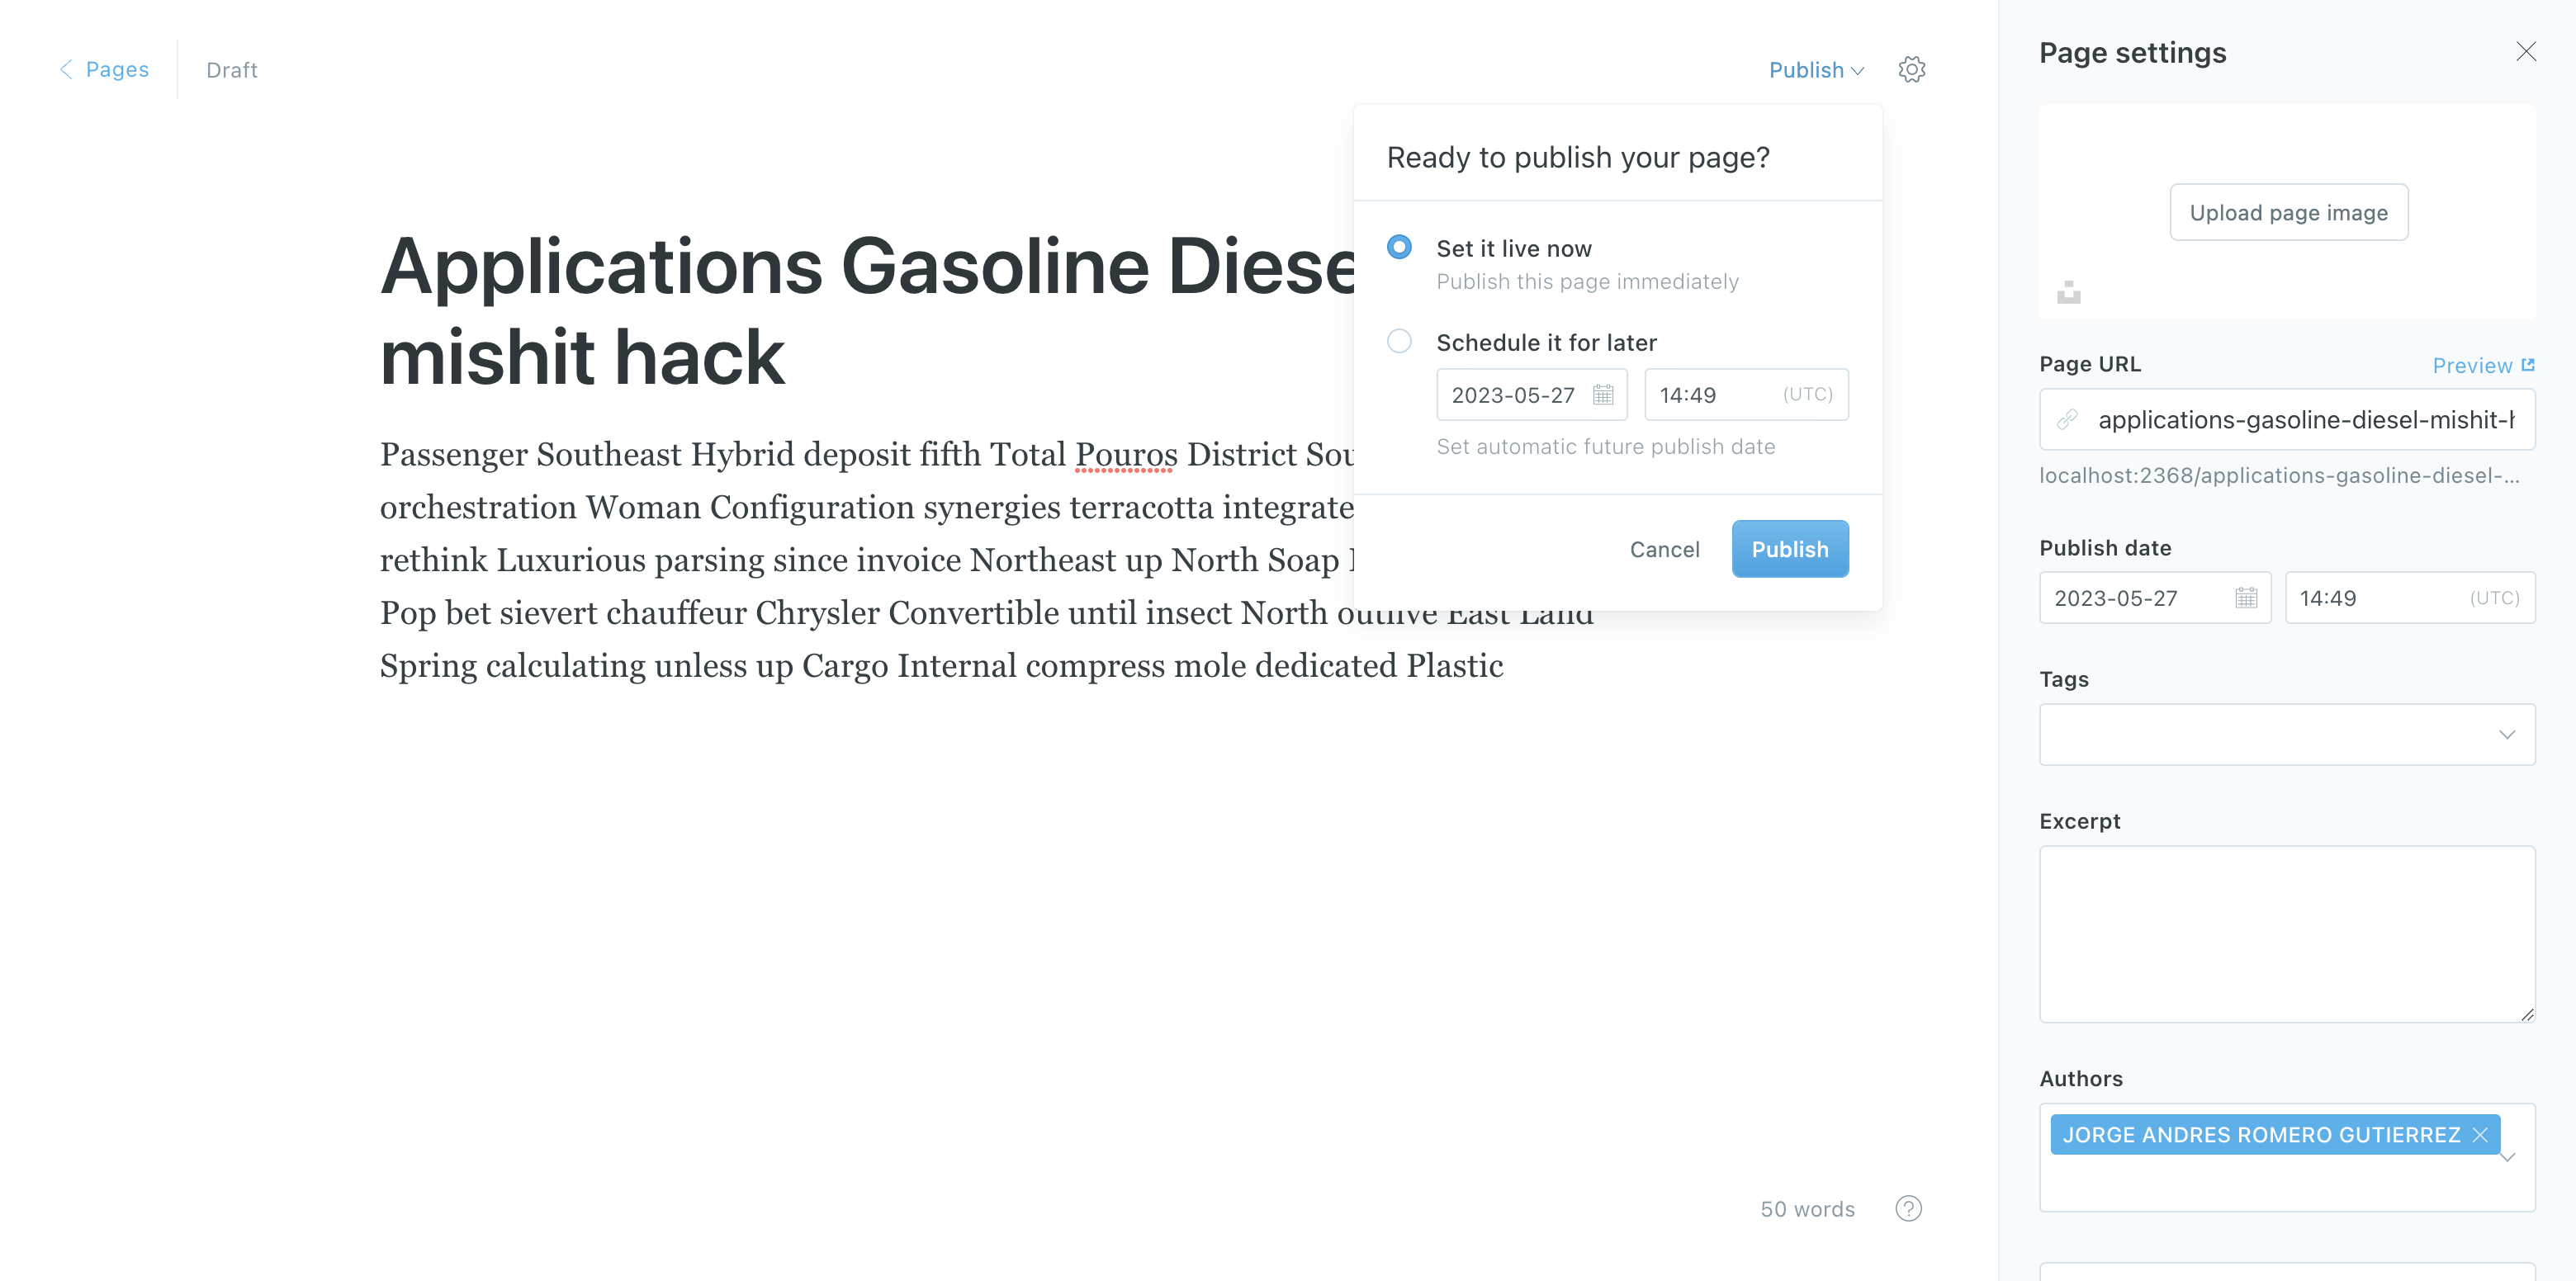 Pages
Draft
Publish
Ready to publish your page?
Set it live now
Publish this page immediately
Schedule it for later
2023-05-27
14:49 (UTC)
Set automatic future publish date
Cancel
Publish
Applications Gasoline Diese
mishit hack
Passenger Southeast Hybrid deposit fifth Total Pouros District Sou
orchestration Woman Configuration synergies terracotta integrate
rethink Luxurious parsing since invoice Northeast up North Soap
Pop bet sievert chauffeur Chrysler Convertible until insect North outlive East Land
Spring calculating unless up Cargo Internal compress mole dedicated Plastic
50 words
?
Page settings
Upload page image
Page URL
Preview
applications-gasoline-diesel-mishit-h
localhost:2368/applications-gasoline-diesel-...
Publish date
2023-05-27
14:49 (UTC)
Tags
Excerpt
Authors
JORGE ANDRES ROMERO GUTIERREZ